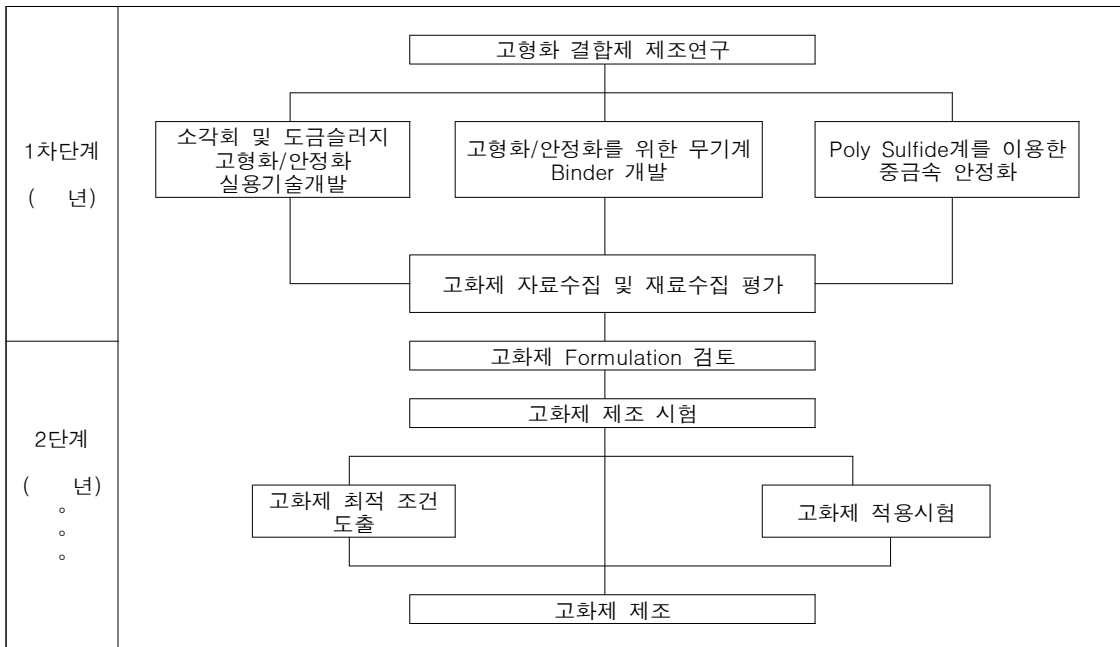 고형화 결합제 제조연구
1차단계
(    년)
소각회 및 도금슬러지
고형화/안정화
실용기술개발
고형화/안정화를 위한 무기계
Binder 개발
Poly Sulfide계를 이용한
중금속 안정화
고화제 자료수집 및 재료수집 평가
고화제 Formulation 검토
고화제 제조 시험
2단계
(    년)
。
。
。
고화제 최적 조건
도출
고화제 적용시험
고화제 제조